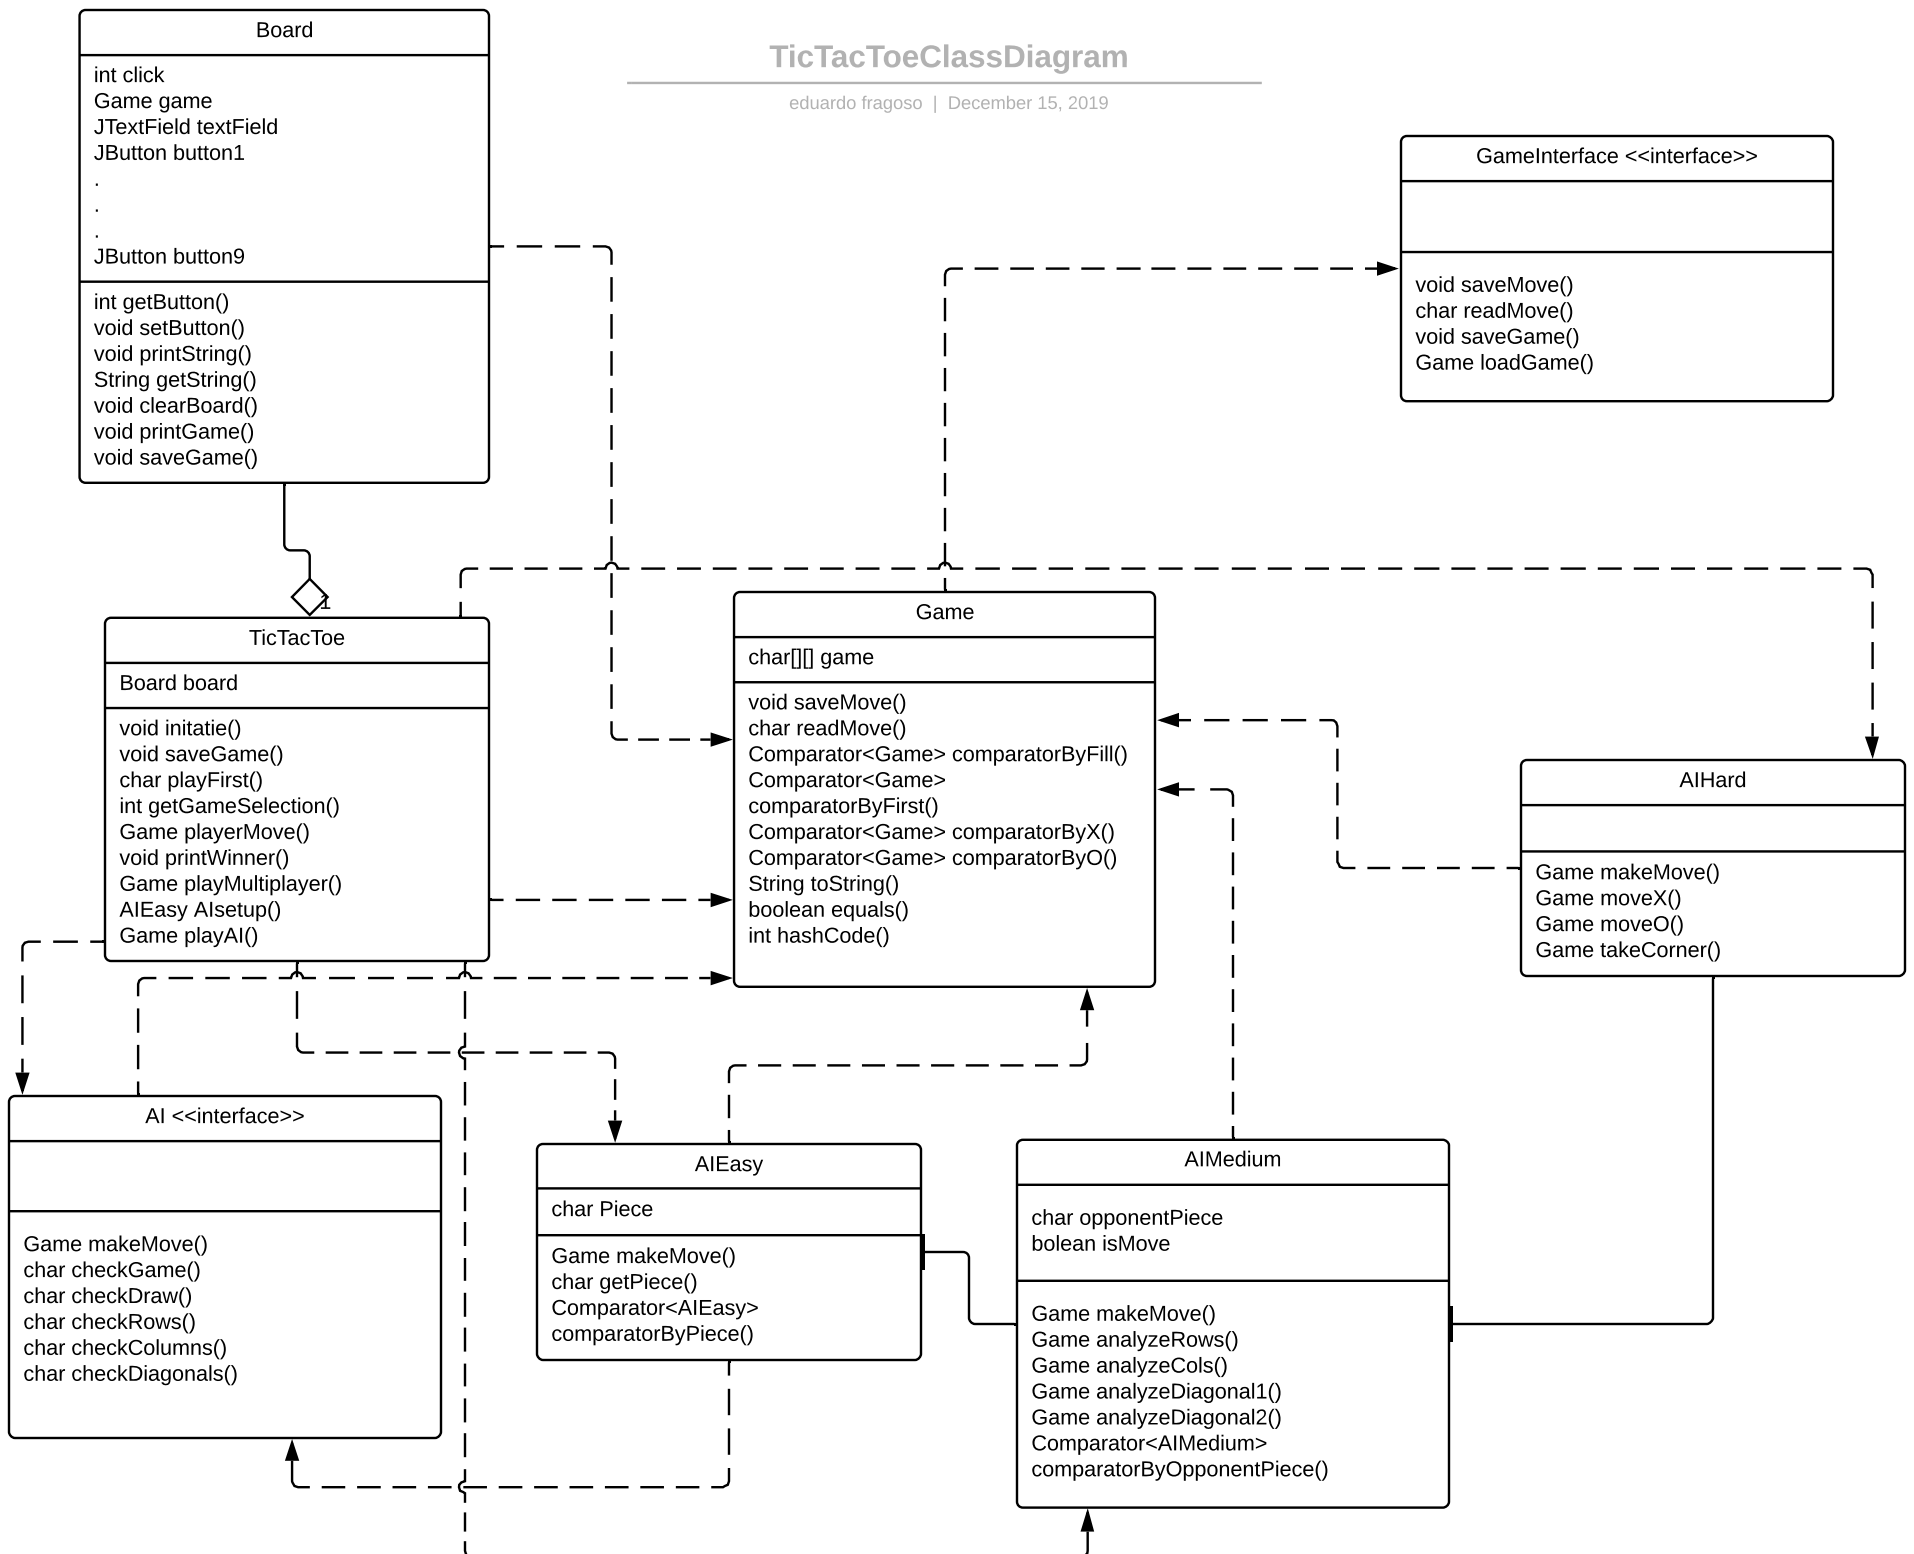 TicTacToeClassDiagram
eduardo fragoso | December 15, 2019
Board
int click
Game game
JTextField textField
JButton button1
.
.
.
JButton button9
int getButton()
void setButton()
void printString()
String getString()
void clearBoard()
void printGame()
void saveGame()
GameInterface <<interface>>
void saveMove()
char readMove()
void saveGame()
Game loadGame()
1
TicTacToe
Board board
void initatie()
void saveGame()
char playFirst()
int getGameSelection()
Game playerMove()
void printWinner()
Game playMultiplayer()
AIEasy AIsetup()
Game playAI()
Game
char[][] game
void saveMove()
char readMove()
Comparator<Game> comparatorByFill()
Comparator<Game>
comparatorByFirst()
Comparator<Game> comparatorByX()
Comparator<Game> comparatorByO()
String toString()
boolean equals()
int hashCode()
AIHard
Game makeMove()
Game moveX()
Game moveO()
Game takeCorner()
AI <<interface>>
Game makeMove()
char checkGame()
char checkDraw()
char checkRows()
char checkColumns()
char checkDiagonals()
AIEasy
char Piece
Game makeMove()
char getPiece()
Comparator<AIEasy>
comparatorByPiece()
AIMedium
char opponentPiece
bolean isMove
Game makeMove()
Game analyzeRows()
Game analyzeCols()
Game analyzeDiagonal1()
Game analyzeDiagonal2()
Comparator<AIMedium>
comparatorByOpponentPiece()